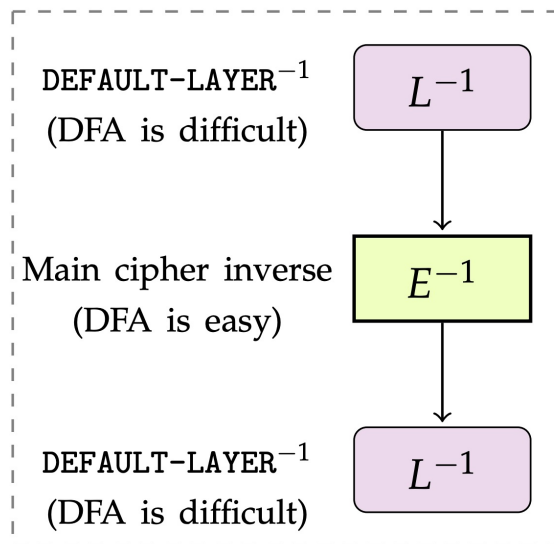 DEFAULT-LAYER⁻¹
(DFA is difficult)
L⁻¹
Main cipher inverse
(DFA is easy)
E⁻¹
DEFAULT-LAYER⁻¹
(DFA is difficult)
L⁻¹